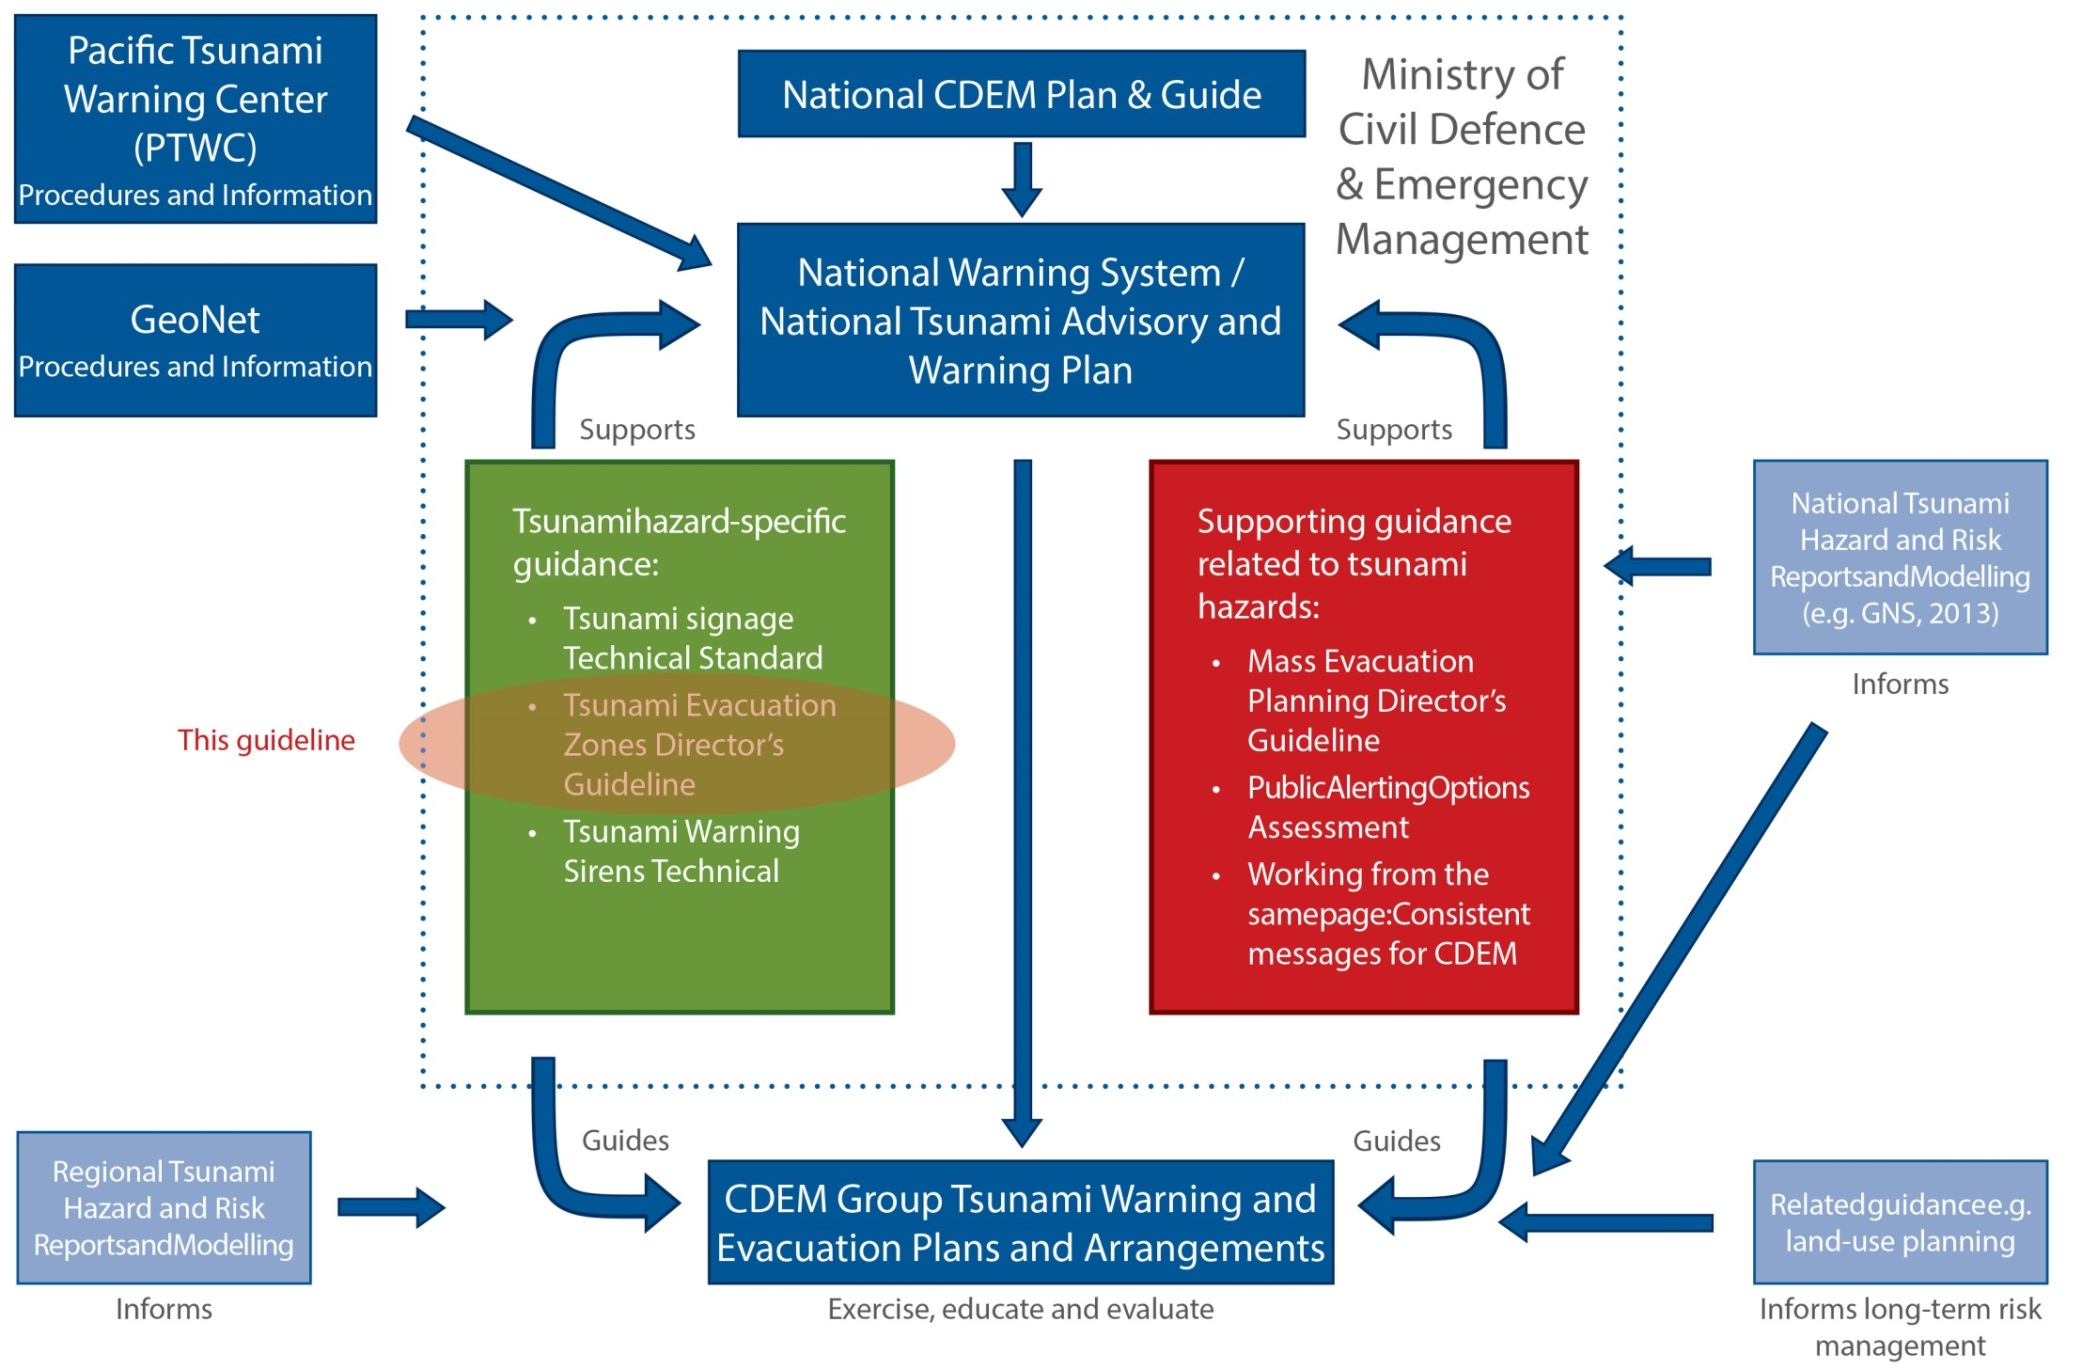 Pacific Tsunami
Warning Center
(PTWC)
Procedures and Information
National CDEM Plan & Guide
Ministry of
Civil Defence
& Emergency
Management
GeoNet
Procedures and Information
National Warning System /
National Tsunami Advisory and
Warning Plan
Supports
Supports
Tsunamihazard-specific
guidance:
• Tsunami signage
Technical Standard
• Tsunami Evacuation
Zones Director's
Guideline
• Tsunami Warning
Sirens Technical
This guideline
Supporting guidance
related to tsunami
hazards:
• Mass Evacuation
Planning Director's
Guideline
• PublicAlertingOptions
Assessment
• Working from the
samepage:Consistent
messages for CDEM
National Tsunami
Hazard and Risk
ReportsandModelling
(e.g. GNS, 2013)
Informs
Regional Tsunami
Hazard and Risk
ReportsandModelling
Informs
Guides
Guides
CDEM Group Tsunami Warning and
Evacuation Plans and Arrangements
Exercise, educate and evaluate
Relatedguidancee.g.
land-use planning
Informs long-term risk
management